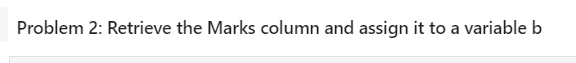 Problem 2: Retrieve the Marks column and assign it to a variable b